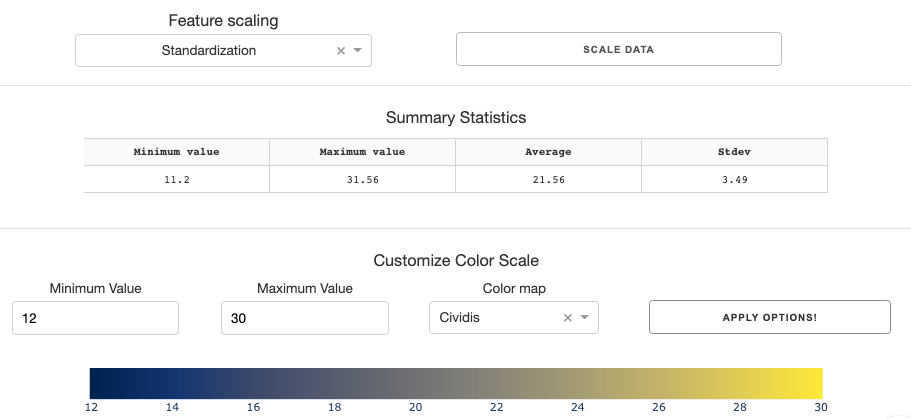 Feature scaling
Standardization × SCALE DATA
Summary Statistics
Minimum value Maximum value Average Stdev
11.2 31.56 21.56 3.49
Customize Color Scale
Minimum Value Maximum Value Color map
12 30 Cividis × APPLY OPTIONS!
12 14 16 18 20 22 24 26 28 30